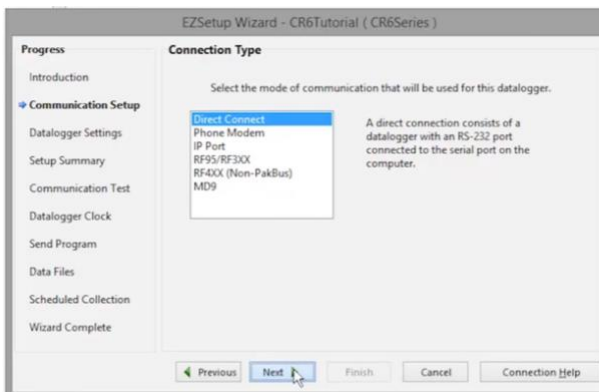 EZSetup Wizard - CR6Tutorial ( CR6Series )
Progress
Introduction
Communication Setup
Datalogger Settings
Setup Summary
Communication Test
Datalogger Clock
Send Program
Data Files
Scheduled Collection
Wizard Complete
Connection Type
Select the mode of communication that will be used for this datalogger.
Direct Connect
Phone Modem
IP Port
RF95/RF3XX
RF4XX (Non-PakBus)
MD9
A direct connection consists of a
datalogger with an RS-232 port
connected to the serial port on the
computer.
Previous
Next
Finish
Cancel
Connection Help